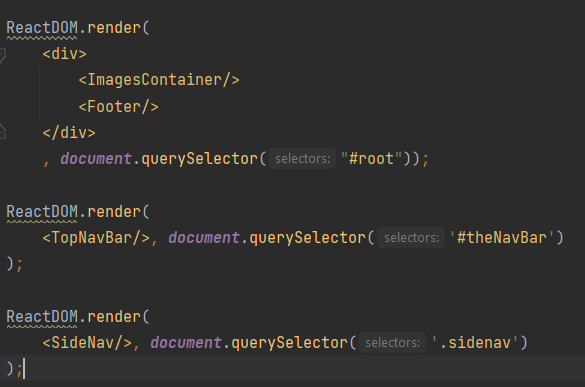 ReactDOM.render(
<div>
<ImagesContainer/>
<Footer/>
</div>
, document.querySelector( selectors: "#root"));
ReactDOM.render(
<TopNavBar/>, document.querySelector( selectors: '#theNavBar')
);
ReactDOM.render(
<SideNav/>, document.querySelector( selectors: '.sidenav')
);